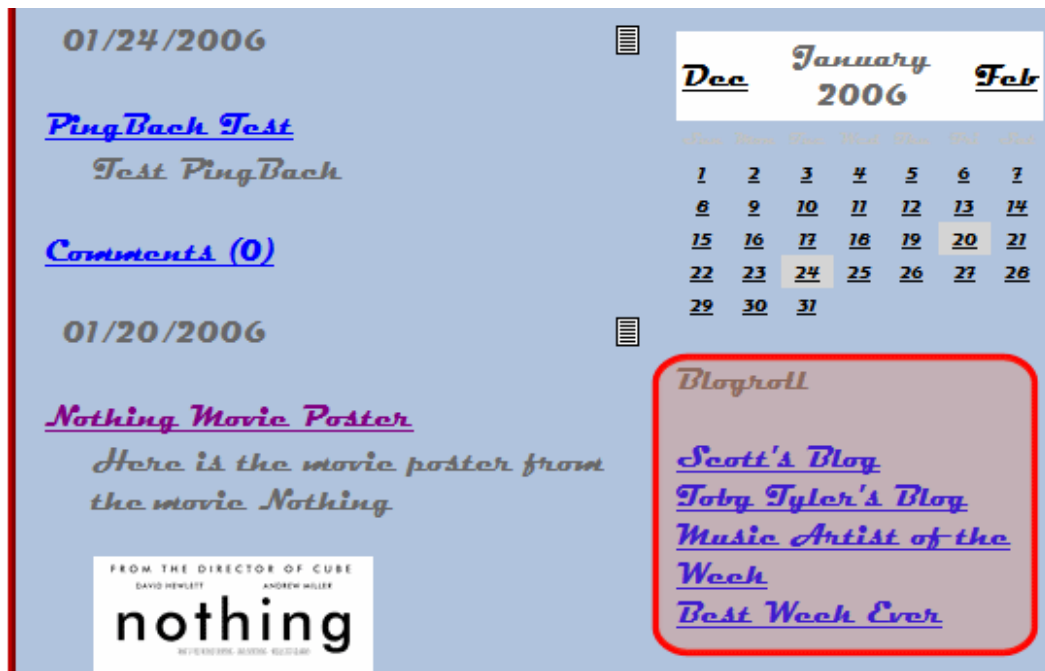 01/24/2006
PingBack Test
Test PingBack
Comments (0)
01/20/2006
Nothing Movie Poster
Here is the movie poster from
the movie Nothing
FROM THE DIRECTOR OF CUBE
DAVID HEWLETT ANDREW MILLER
nothing
Dec January 2006 Feb
1 2 3 4 5 6 7
8 9 10 11 12 13 14
15 16 17 18 19 20 21
22 23 24 25 26 27 28
29 30 31
Blogroll
Scott's Blog
Toby Tyler's Blog
Music Artist of the
Week
Best Week Ever